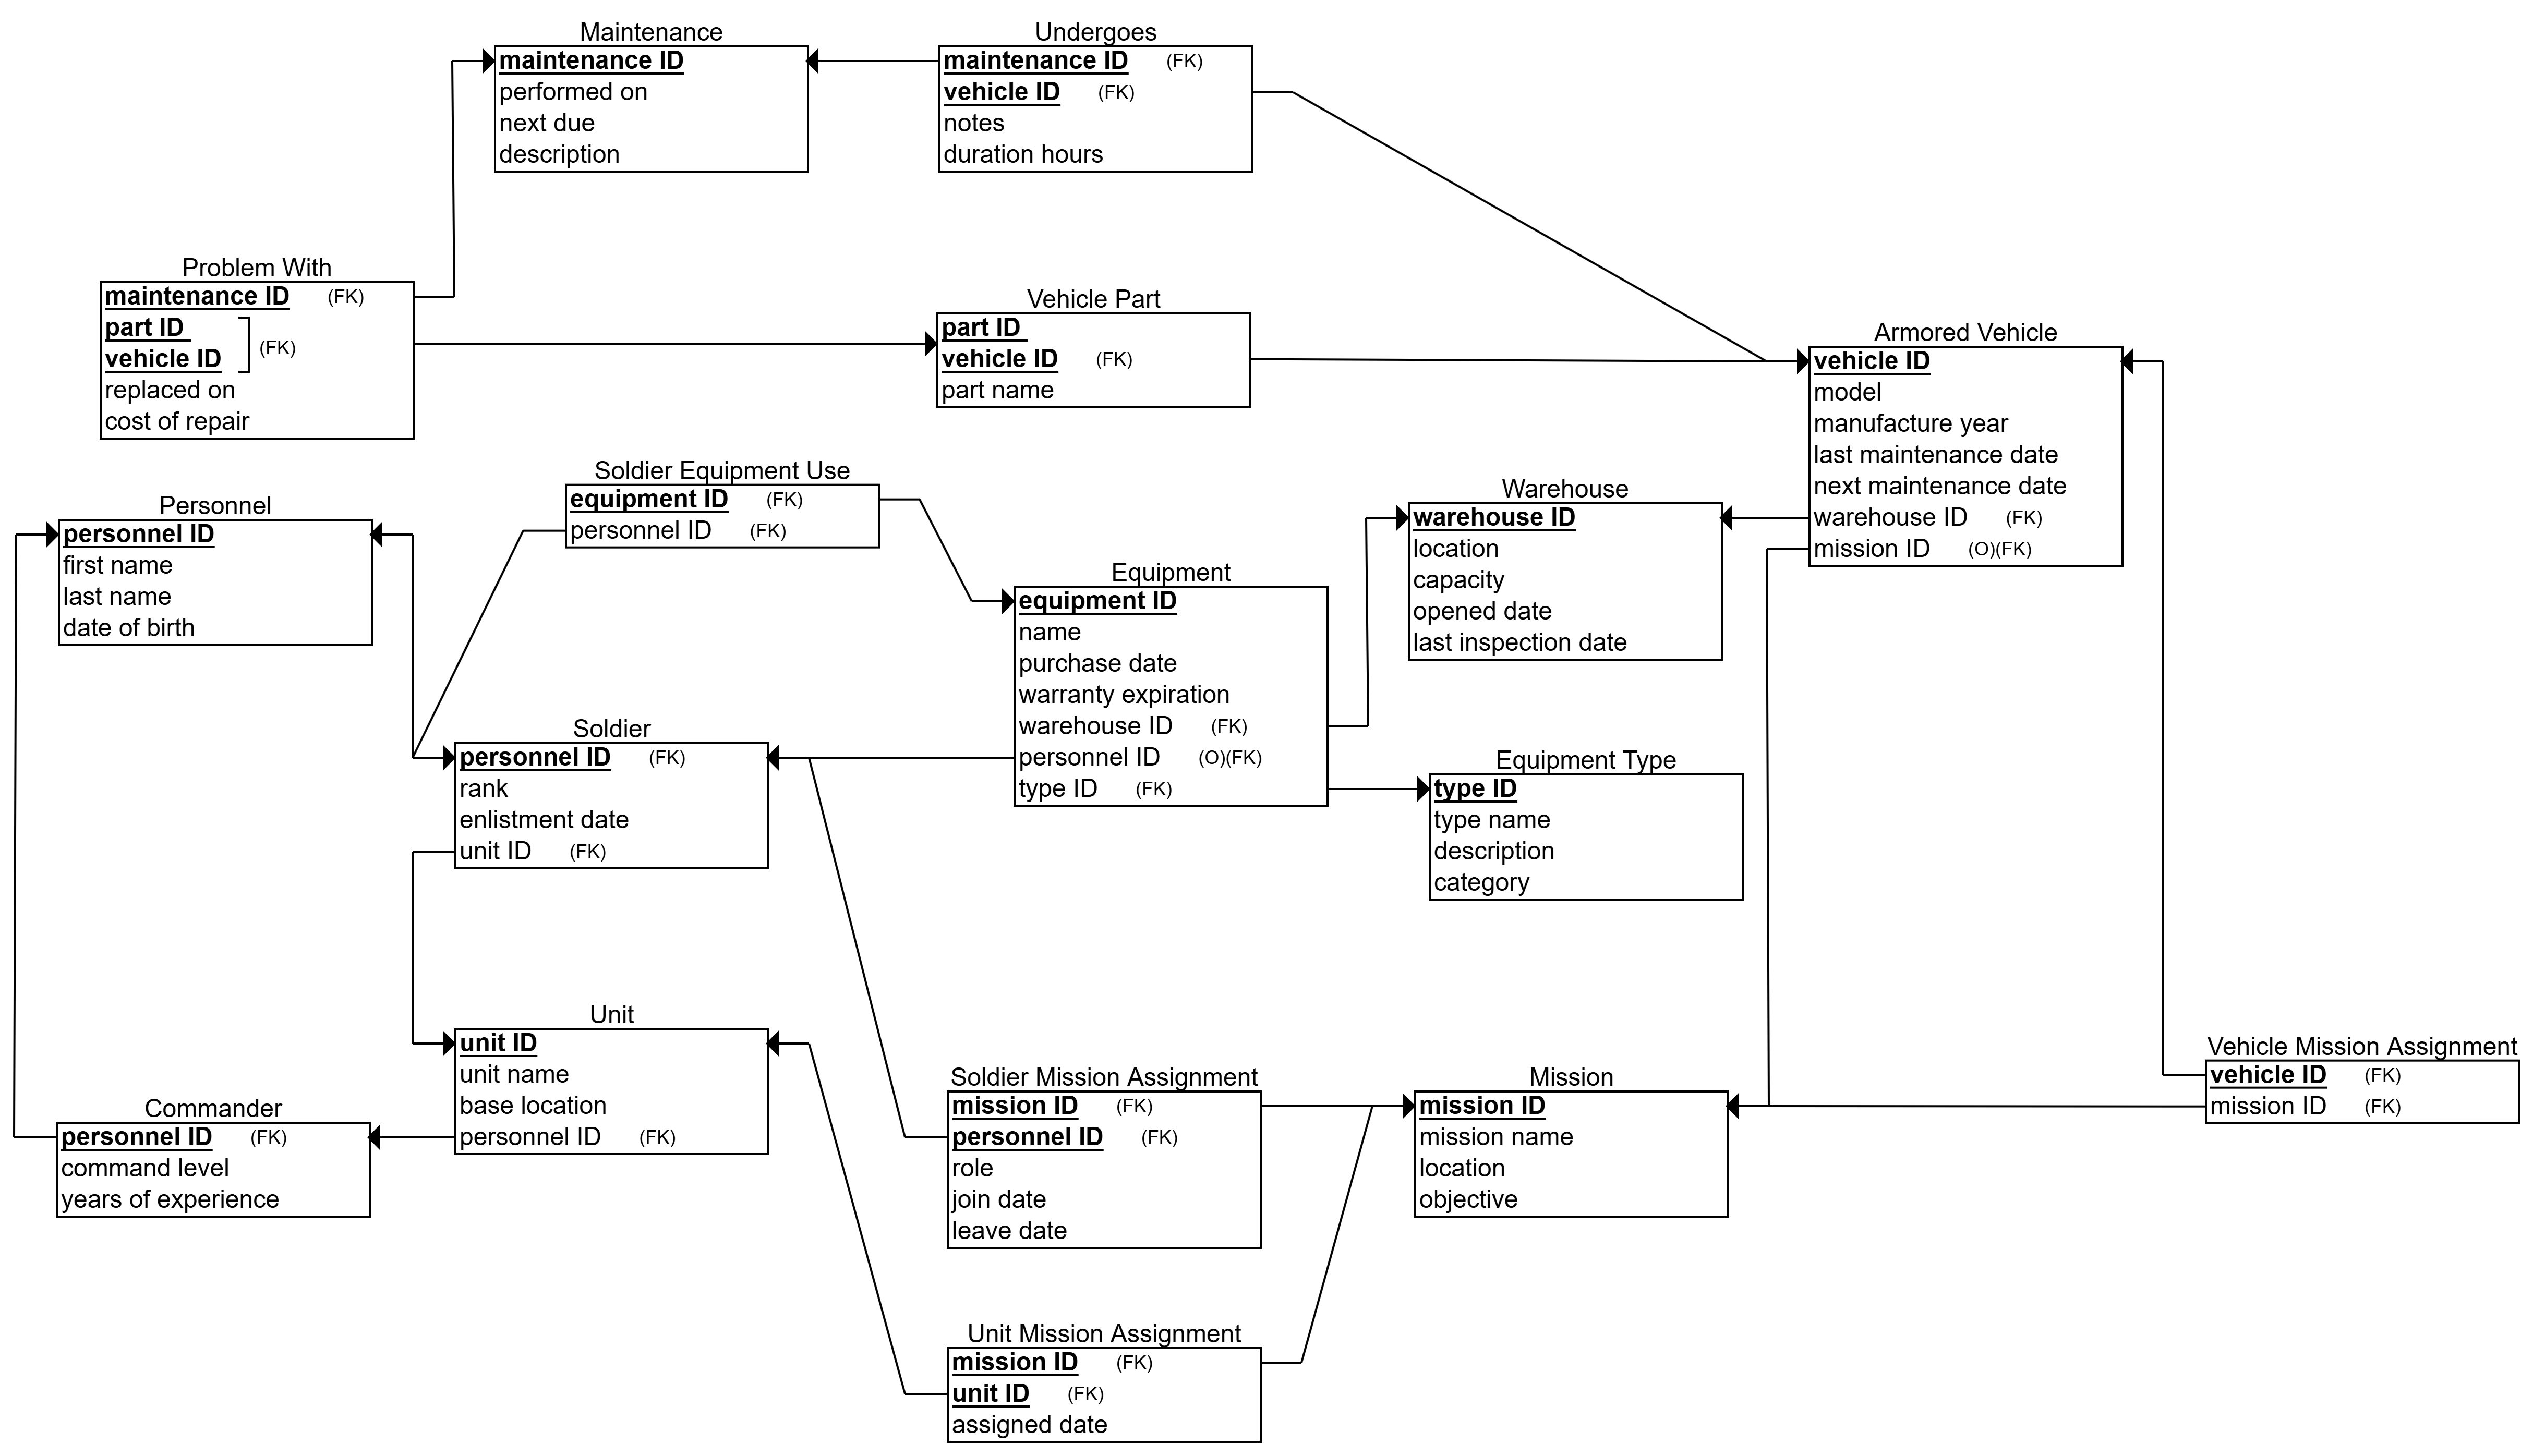 Maintenance
maintenance ID
performed on
next due
description
Undergoes
maintenance ID (FK)
vehicle ID (FK)
notes
duration hours
Problem With
maintenance ID (FK)
part ID
vehicle ID
(FK)
replaced on
cost of repair
Vehicle Part
part ID
vehicle ID (FK)
part name
Armored Vehicle
vehicle ID
model
manufacture year
last maintenance date
next maintenance date
warehouse ID (FK)
mission ID (O)(FK)
Personnel
personnel ID
first name
last name
date of birth
Soldier Equipment Use
equipment ID (FK)
personnel ID (FK)
Warehouse
warehouse ID
location
capacity
opened date
last inspection date
Equipment
equipment ID
name
purchase date
warranty expiration
warehouse ID (FK)
personnel ID (O)(FK)
type ID (FK)
Soldier
personnel ID (FK)
rank
enlistment date
unit ID (FK)
Equipment Type
type ID
type name
description
category
Unit
unit ID
unit name
base location
personnel ID (FK)
Commander
personnel ID (FK)
command level
years of experience
Soldier Mission Assignment
mission ID (FK)
personnel ID (FK)
role
join date
leave date
Mission
mission ID
mission name
location
objective
Vehicle Mission Assignment
vehicle ID (FK)
mission ID (FK)
Unit Mission Assignment
mission ID (FK)
unit ID (FK)
assigned date